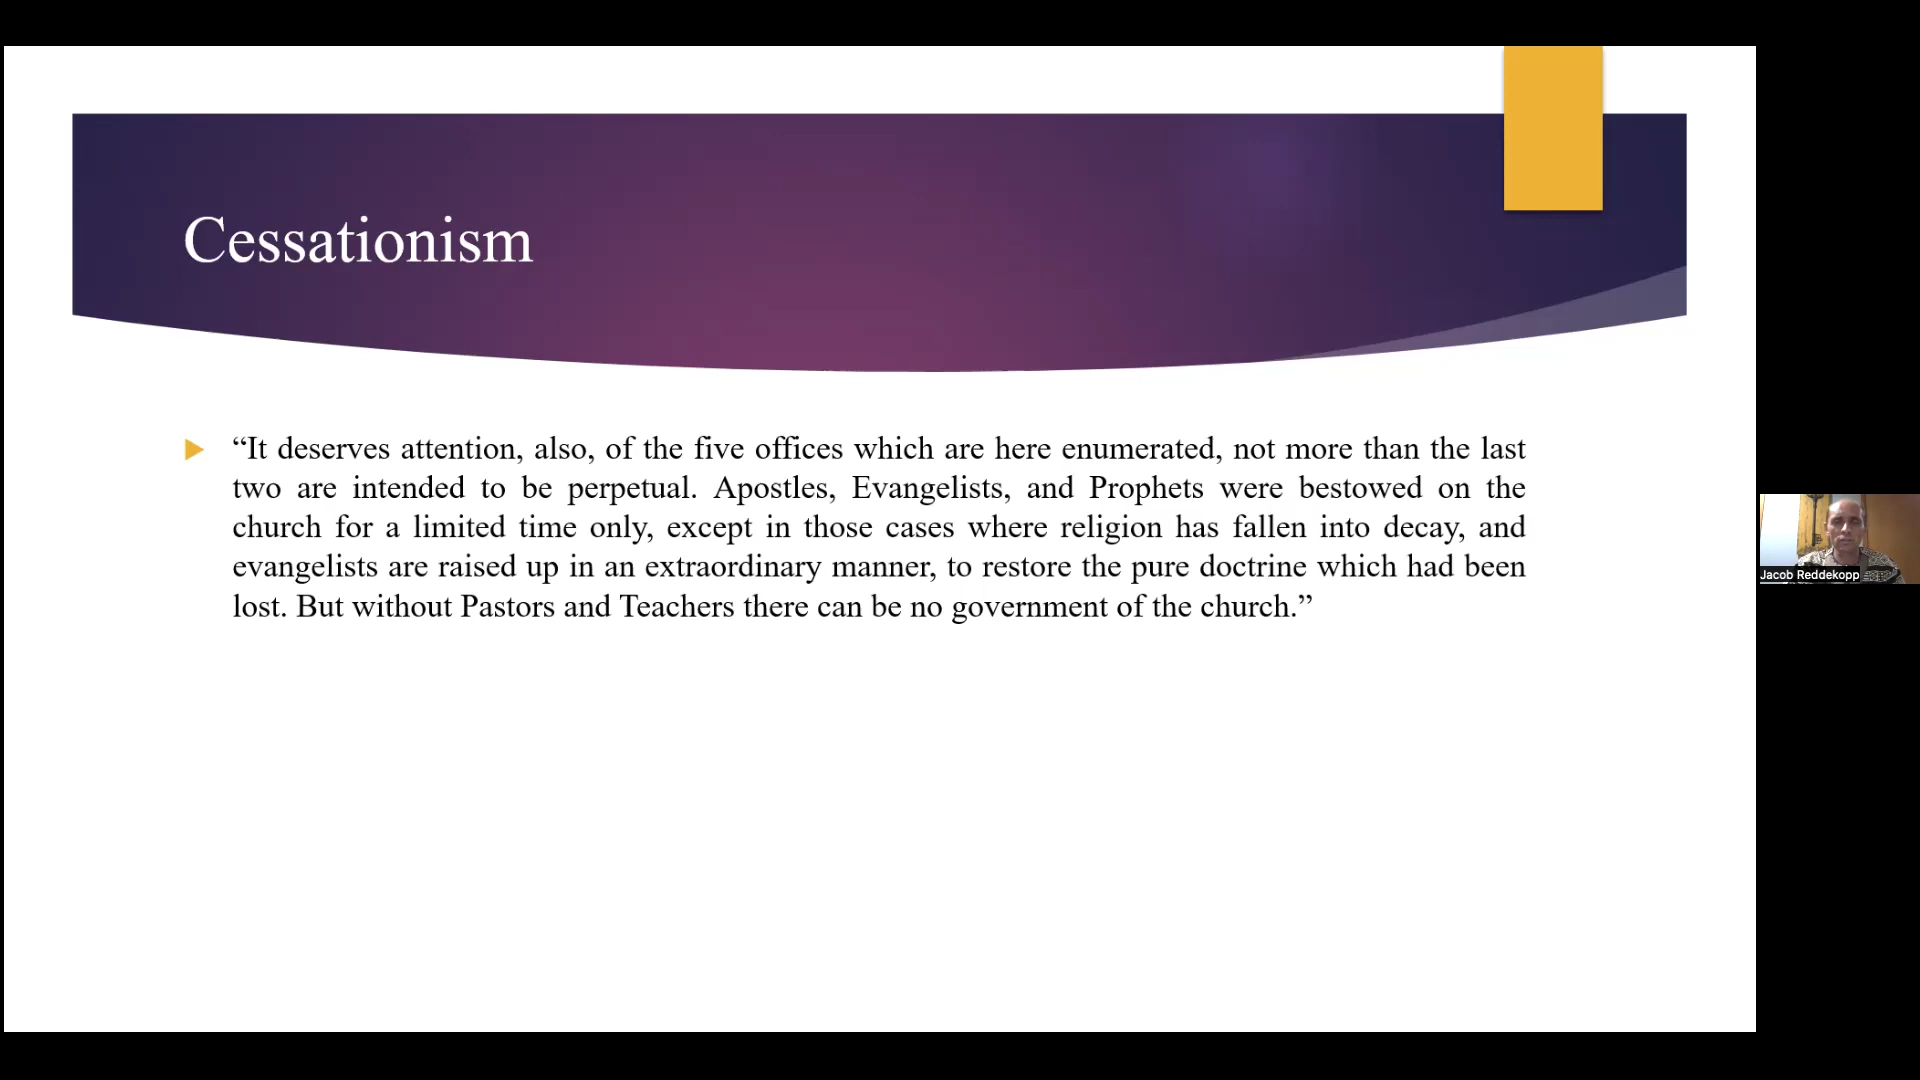 Cessationism
“It deserves attention, also, of the five offices which are here enumerated, not more than the last
two are intended to be perpetual. Apostles, Evangelists, and Prophets were bestowed on the
church for a limited time only, except in those cases where religion has fallen into decay, and
evangelists are raised up in an extraordinary manner, to restore the pure doctrine which had been
lost. But without Pastors and Teachers there can be no government of the church.”
Jacob Reddekopp